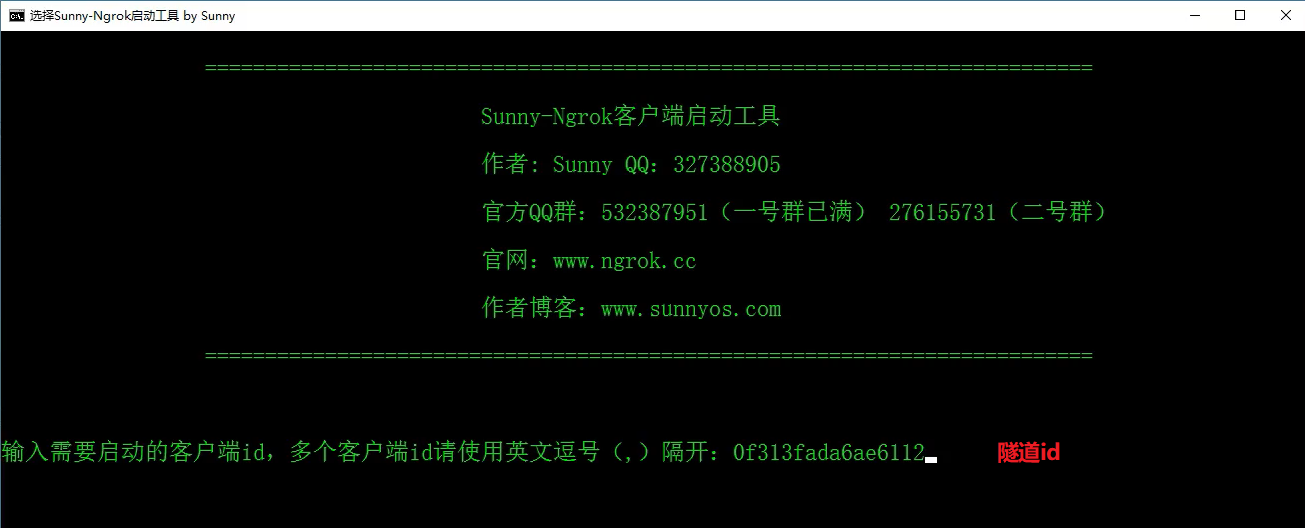 选择Sunny-Ngrok启动工具 by Sunny
==========================================================================
Sunny-Ngrok客户端启动工具
作者: Sunny QQ：327388905
官方QQ群：532387951（一号群已满） 276155731（二号群）
官网：www.ngrok.cc
作者博客：www.sunnyos.com
==========================================================================
输入需要启动的客户端id，多个客户端id请使用英文逗号（,）隔开：0f313fada6ae6112 隧道id